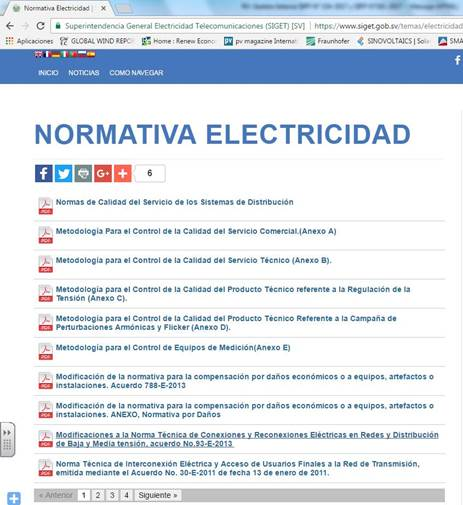 Normativa Electricidad |
Superintendencia General Electricidad Telecomunicaciones (SIGET) [SV]
https://www.siget.gob.sv/temas/electricidad
Aplicaciones
GLOBAL WIND REPO
Home : Renew Econo
pv magazine Internat
Fraunhofer
SINOVOLTAICS | Sola
SMA
INICIO NOTICIAS COMO NAVEGAR
NORMATIVA ELECTRICIDAD
6
Normas de Calidad del Servicio de los Sistemas de Distribución
Metodología Para el Control de la Calidad del Servicio Comercial.(Anexo A)
Metodología para el Control de la Calidad del Servicio Técnico (Anexo B).
Metodología para el Control de la Calidad del Producto Técnico referente a la Regulación de la
Tensión (Anexo C).
Metodología para el Control de la Calidad del Producto Técnico Referente a la Campaña de
Perturbaciones Armónicas y Flicker (Anexo D).
Metodología para el Control de Equipos de Medición(Anexo E)
Modificación de la normativa para la compensación por daños económicos o a equipos, artefactos o
instalaciones. Acuerdo 788-E-2013
Modificación de la normativa para la compensación por daños económicos o a equipos, artefactos o
instalaciones. ANEXO, Normativa por Daños
Modificaciones a la Norma Técnica de Conexiones y Reconexiones Eléctricas en Redes y Distribución
de Baja y Media tensión, acuerdo No.93-E-2013
Norma Técnica de Interconexión Eléctrica y Acceso de Usuarios Finales a la Red de Transmisión,
emitida mediante el Acuerdo No. 30-E-2011 de fecha 13 de enero de 2011.
« Anterior 1 2 3 4 Siguiente »